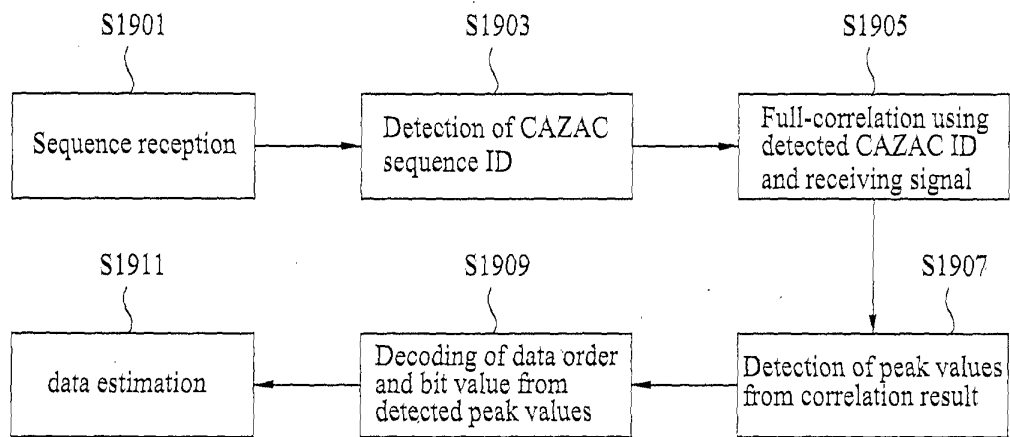 S1901
S1903
S1905
Sequence reception
Detection of CAZAC
sequence ID
Full-correlation using
detected CAZAC ID
and receiving signal
S1911
S1909
S1907
data estimation
Decoding of data order
and bit value from
detected peak values
Detection of peak values
from correlation result